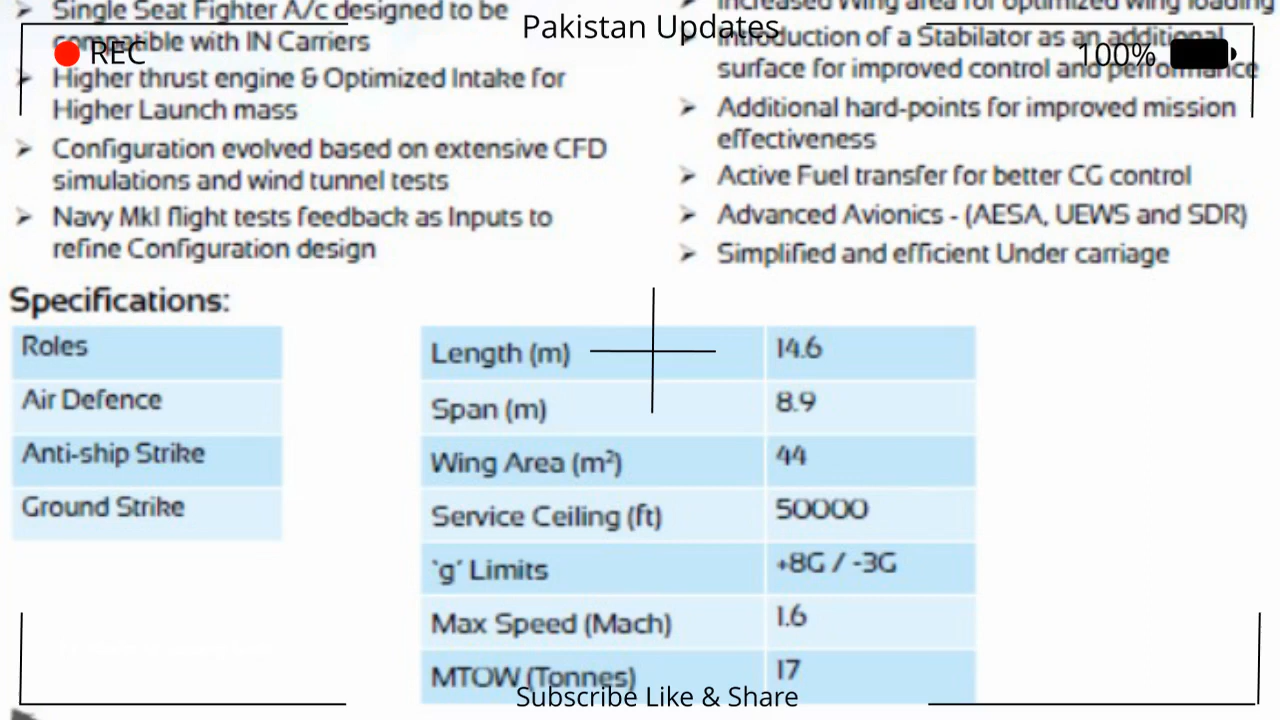 Pakistan Updates
REC
100%
Single Seat Fighter A/c designed to be
compatible with IN Carriers
Higher thrust engine & Optimized Intake for
Higher Launch mass
Configuration evolved based on extensive CFD
simulations and wind tunnel tests
Navy MkI flight tests feedback as Inputs to
refine Configuration design
Increased Wing area for optimized wing loading
Introduction of a Stabilator as an additional
surface for improved control and performance
Additional hard-points for improved mission
effectiveness
Active Fuel transfer for better CG control
Advanced Avionics - (AESA, UEWS and SDR)
Simplified and efficient Under carriage
Specifications:
Roles
Air Defence
Anti-ship Strike
Ground Strike
Length (m) 14.6
Span (m) 8.9
Wing Area (m²) 44
Service Ceiling (ft) 50000
'g' Limits +8G / -3G
Max Speed (Mach) 1.6
MTOW (Tonnes) 17
Subscribe Like & Share